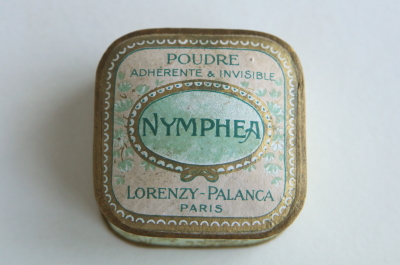 POUDRE
ADHÉRENTE & INVISIBLE
NYMPHEA
LORENZY-PALANCA
PARIS